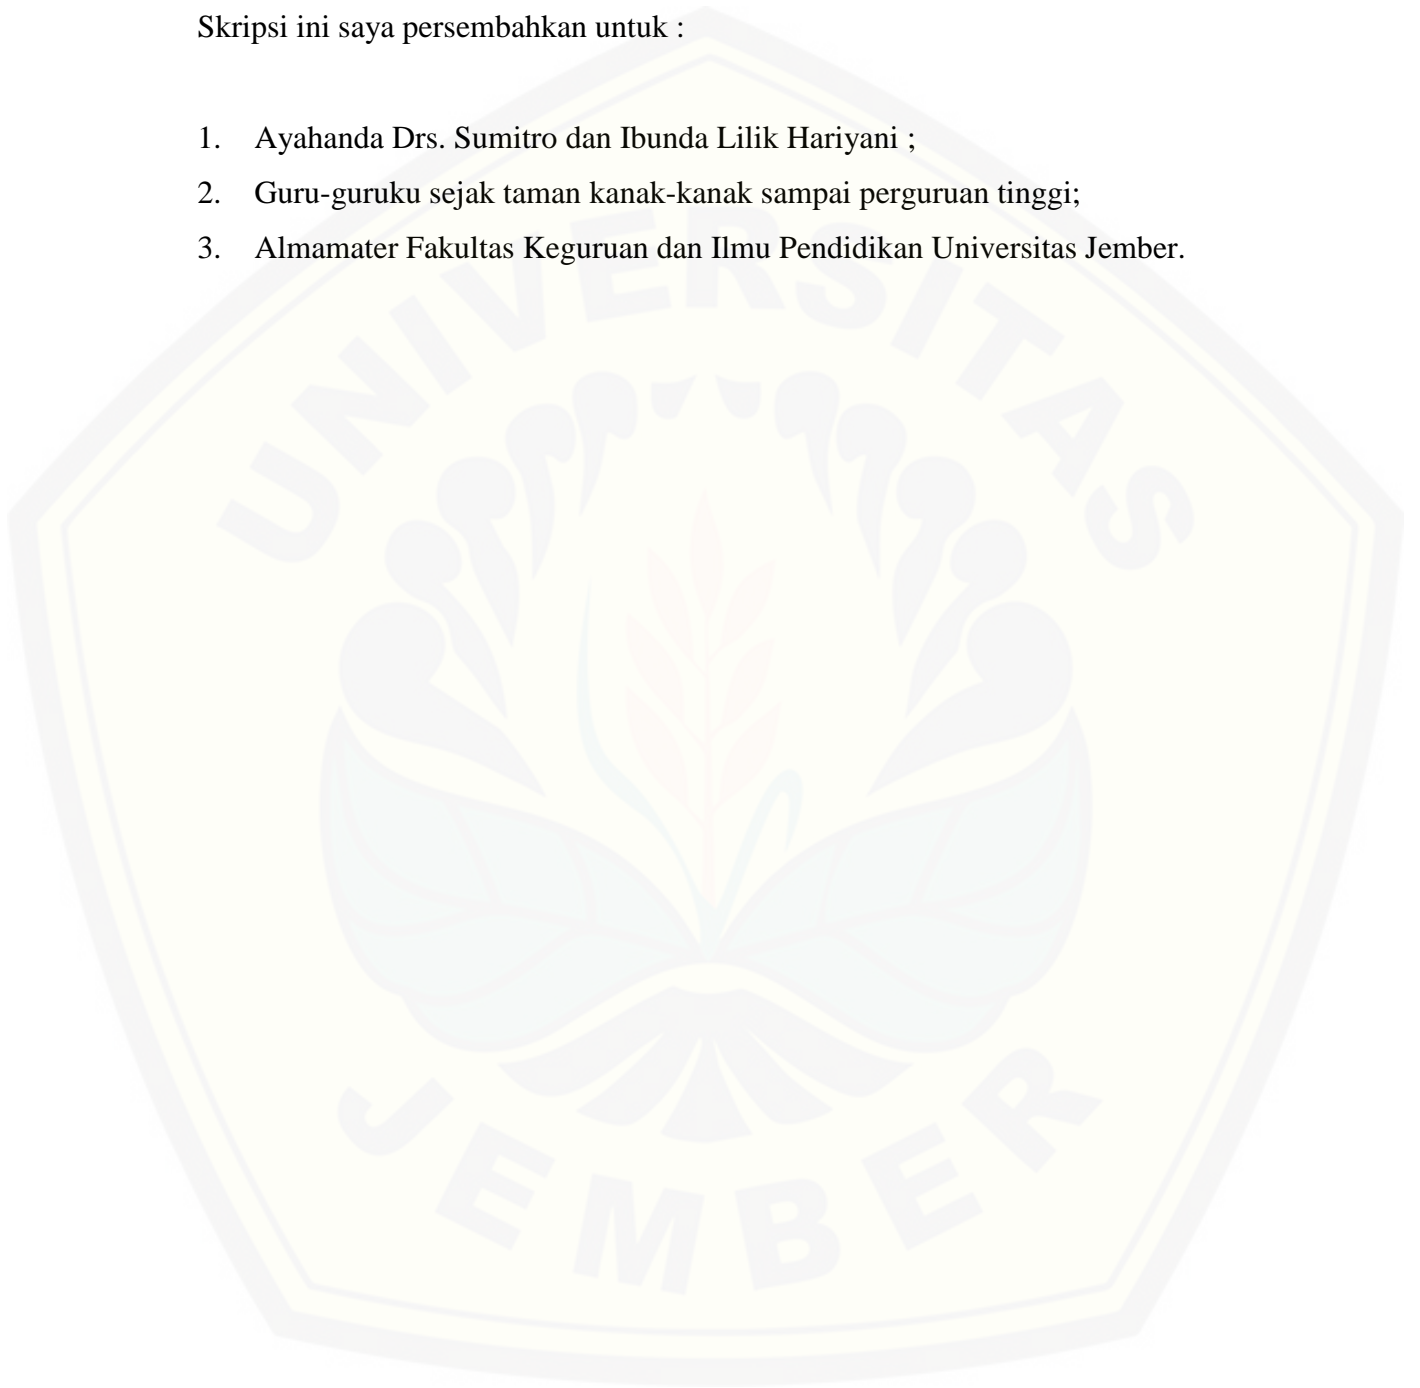 Skripsi ini saya persembahkan untuk :
1. Ayahanda Drs. Sumitro dan Ibunda Lilik Hariyani ;
2. Guru-guruku sejak taman kanak-kanak sampai perguruan tinggi;
3. Almamater Fakultas Keguruan dan Ilmu Pendidikan Universitas Jember.
UNIVERSITAS
JEMBER